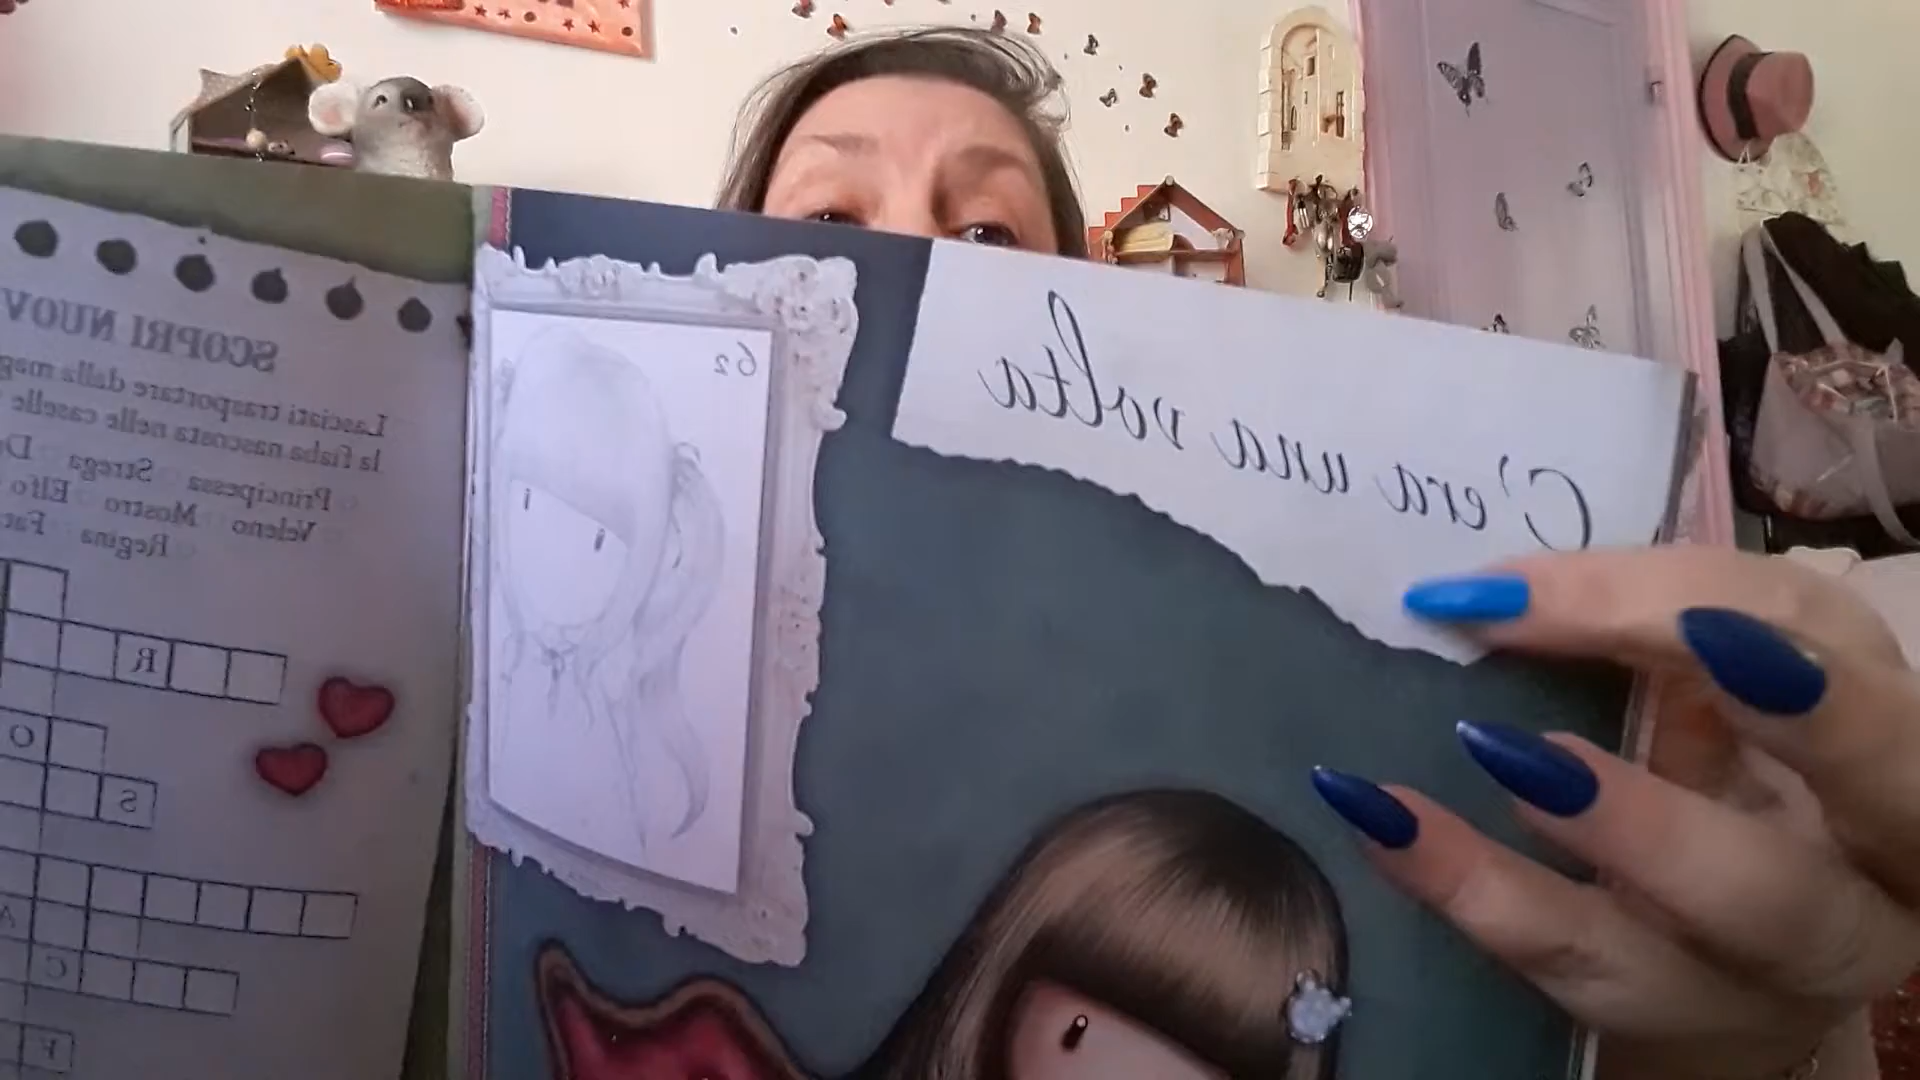 C'era una volta
62
SCOPRI NUOV
Lasciati trasportare dalla mag
la fiaba nascosta nelle caselle
Principessa Strega
Veleno Mostro Elfo
Regina
R
O
S
A
C
F